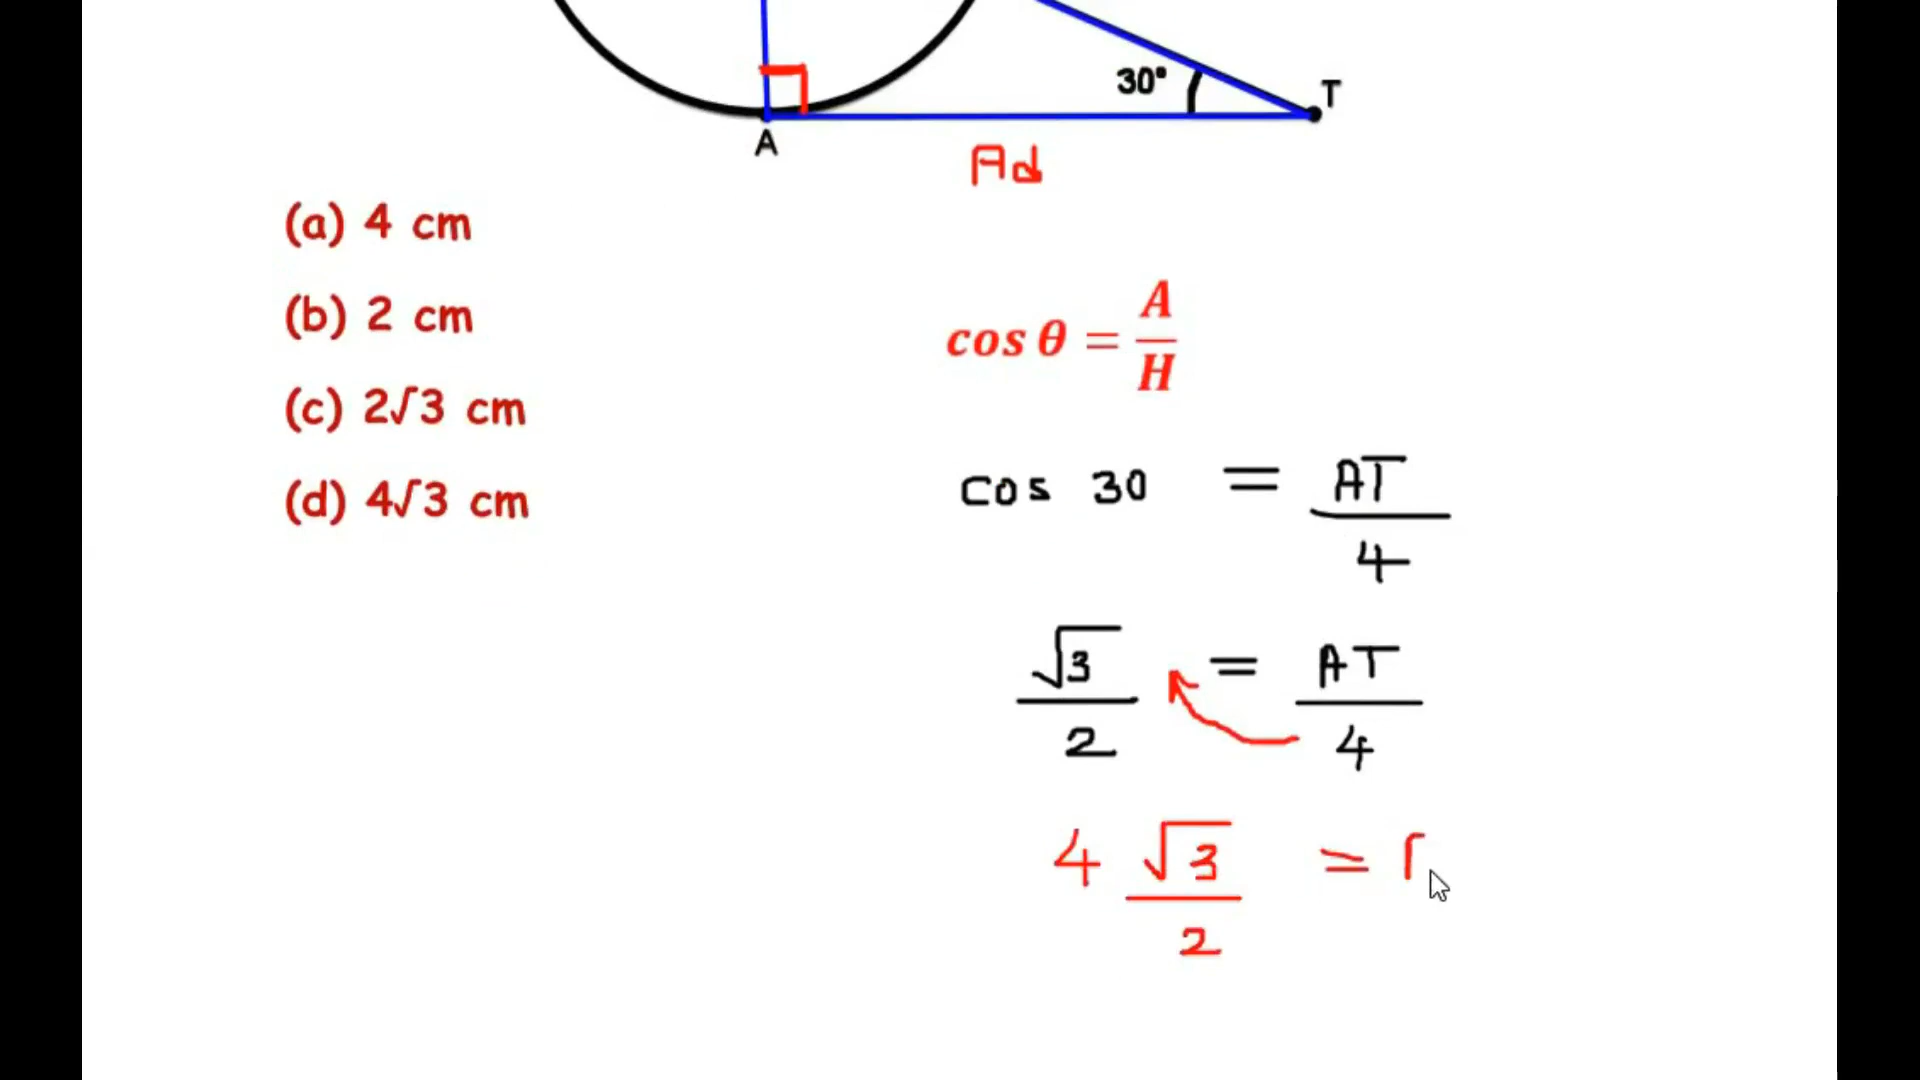 30° T
A
Ad
(a) 4 cm
(b) 2 cm
(c) 2√3 cm
(d) 4√3 cm
cos θ = A/H
cos 30 = AT/4
√3/2 = AT/4
4 √3/2 =